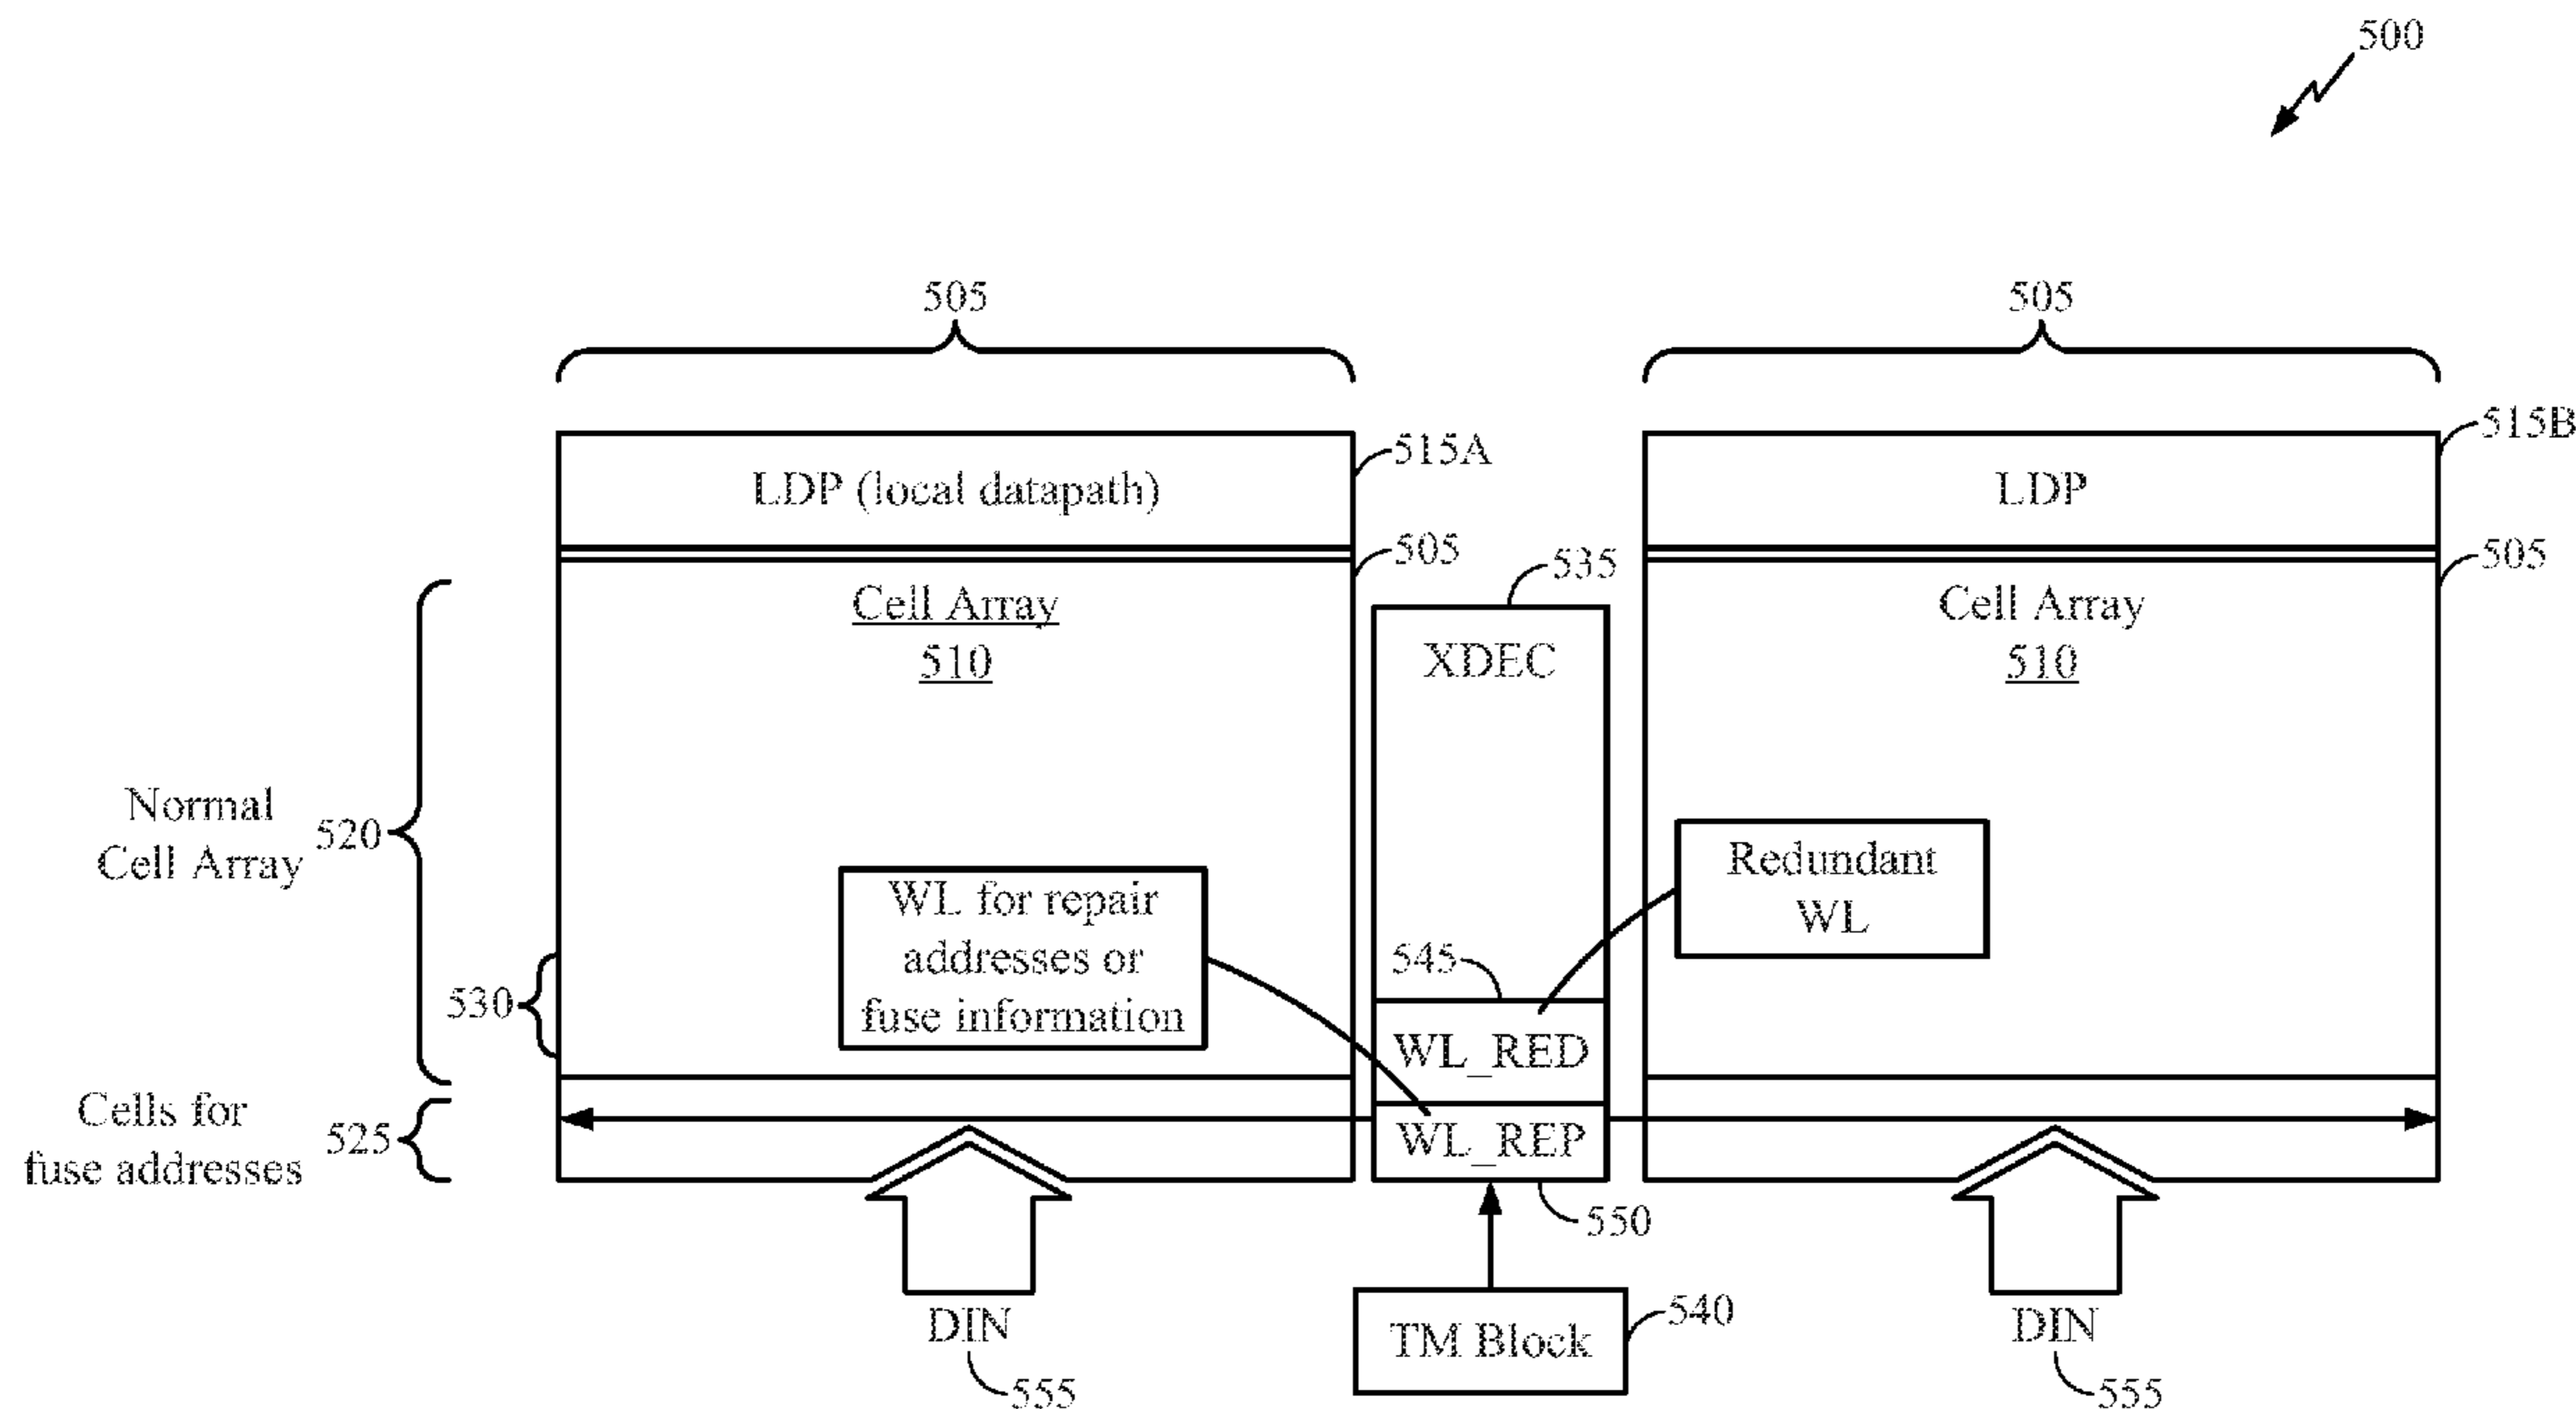 500
505
505
515A
515B
LDP (local datapath)
LDP
505
505
535
Cell Array
510
XDEC
Cell Array
510
Normal
Cell Array
520
WL for repair
addresses or
fuse information
Redundant
WL
530
545
WL_RED
Cells for
fuse addresses
525
WL_REP
550
DIN
555
TM Block
540
DIN
555